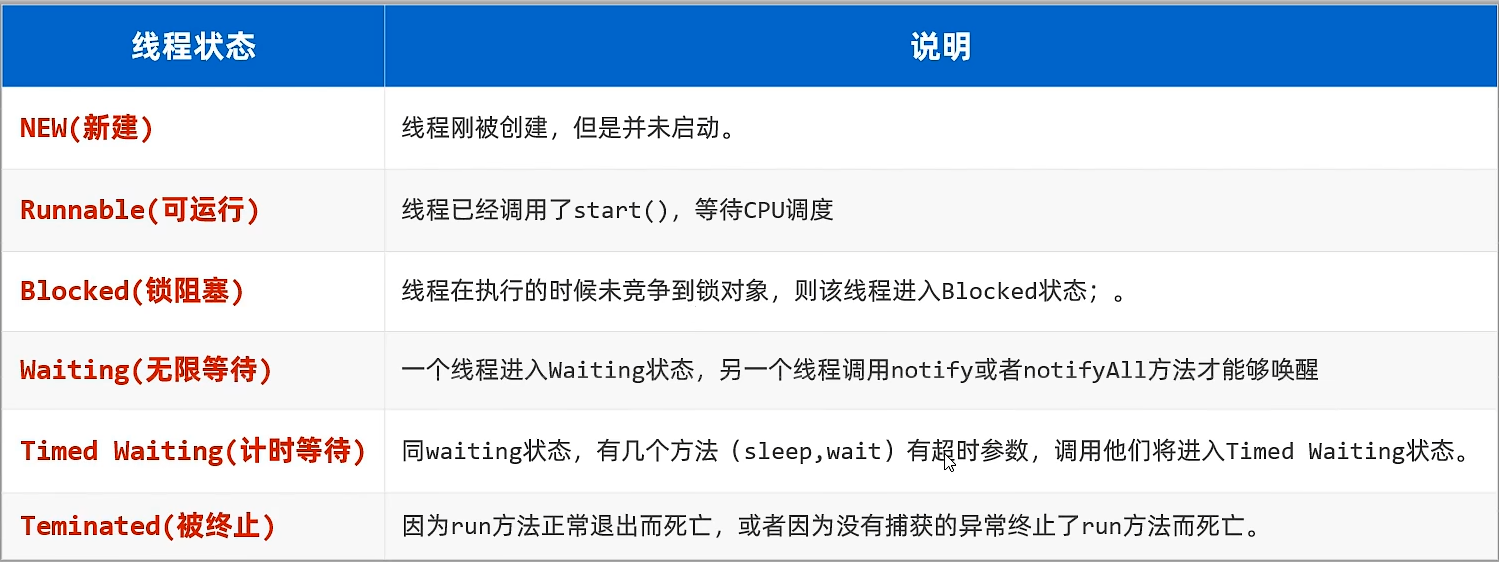 线程状态 说明
NEW(新建) 线程刚被创建，但是并未启动。
Runnable(可运行) 线程已经调用了start()，等待CPU调度
Blocked(锁阻塞) 线程在执行的时候未竞争到锁对象，则该线程进入Blocked状态；。
Waiting(无限等待) 一个线程进入Waiting状态，另一个线程调用notify或者notifyAll方法才能够唤醒
Timed Waiting(计时等待) 同waiting状态，有几个方法（sleep,wait）有超时参数，调用他们将进入Timed Waiting状态。
Teminated(被终止) 因为run方法正常退出而死亡，或者因为没有捕获的异常终止了run方法而死亡。